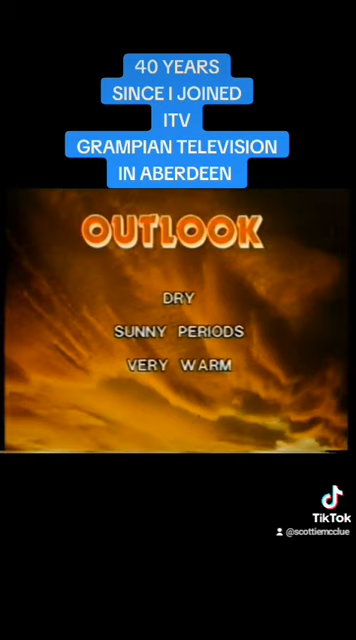 40 YEARS
SINCE I JOINED
ITV
GRAMPIAN TELEVISION
IN ABERDEEN
OUTLOOK
DRY
SUNNY PERIODS
VERY WARM
TikTok
@scottiemcclue